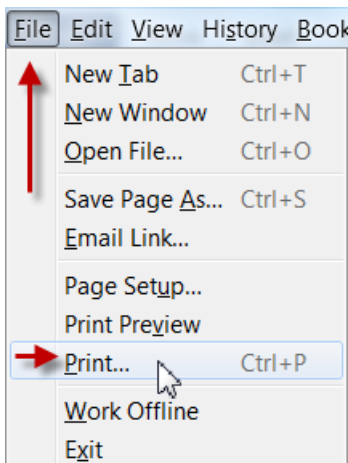 File Edit View History Book
New Tab Ctrl+T
New Window Ctrl+N
Open File... Ctrl+O
Save Page As... Ctrl+S
Email Link...
Page Setup...
Print Preview
Print... Ctrl+P
Work Offline
Exit